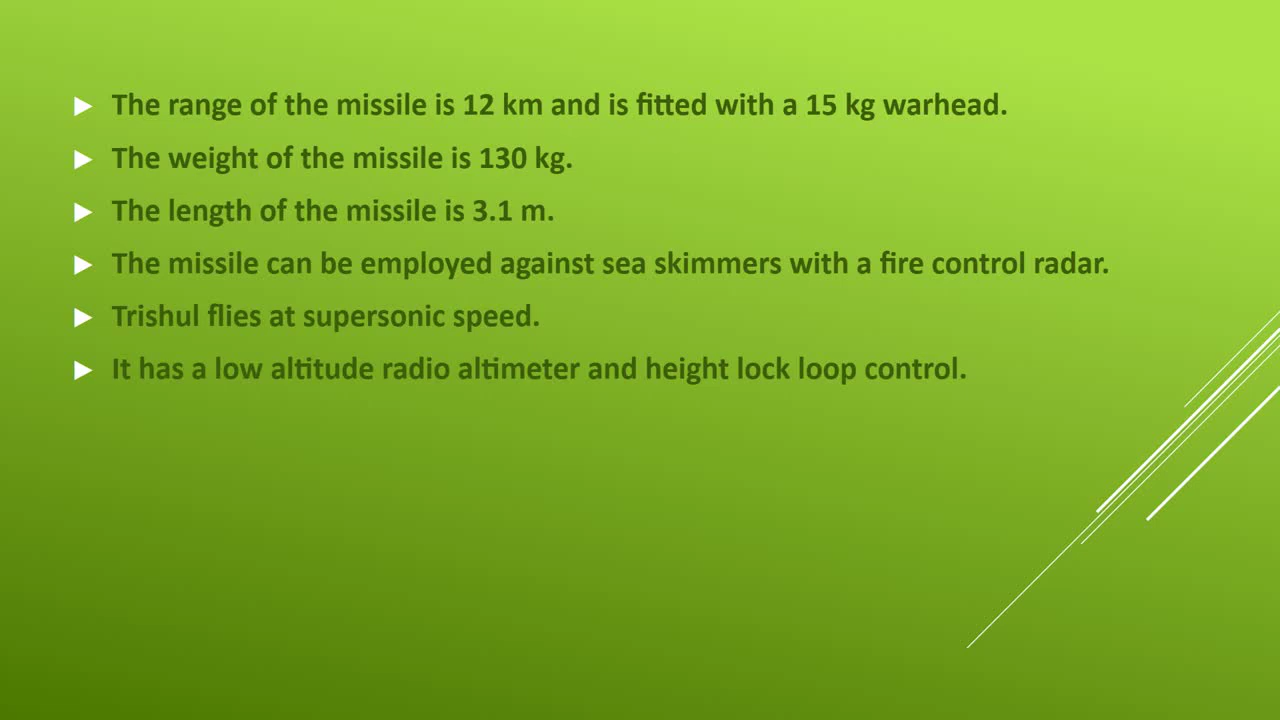 The range of the missile is 12 km and is fitted with a 15 kg warhead.
The weight of the missile is 130 kg.
The length of the missile is 3.1 m.
The missile can be employed against sea skimmers with a fire control radar.
Trishul flies at supersonic speed.
It has a low altitude radio altimeter and height lock loop control.